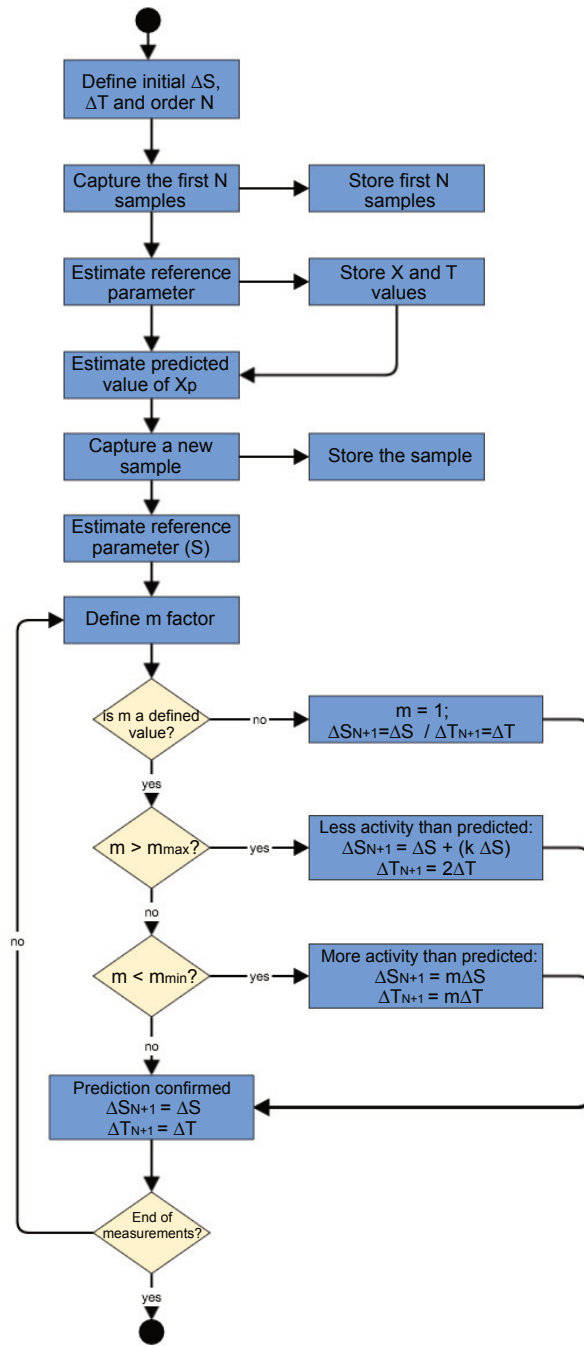 Define initial ΔS,
ΔT and order N
Capture the first N
samples
Store first N
samples
Estimate reference
parameter
Store X and T
values
Estimate predicted
value of Xp
Capture a new
sample
Store the sample
Estimate reference
parameter (S)
Define m factor
Is m a defined
value?
no
m = 1;
ΔSN+1=ΔS / ΔTN+1=ΔT
yes
m > mmax?
yes
Less activity than predicted:
ΔSN+1 = ΔS + (k ΔS)
ΔTN+1 = 2ΔT
no
no
m < mmin?
yes
More activity than predicted:
ΔSN+1 = mΔS
ΔTN+1 = mΔT
no
Prediction confirmed
ΔSN+1 = ΔS
ΔTN+1 = ΔT
End of
measurements?
yes